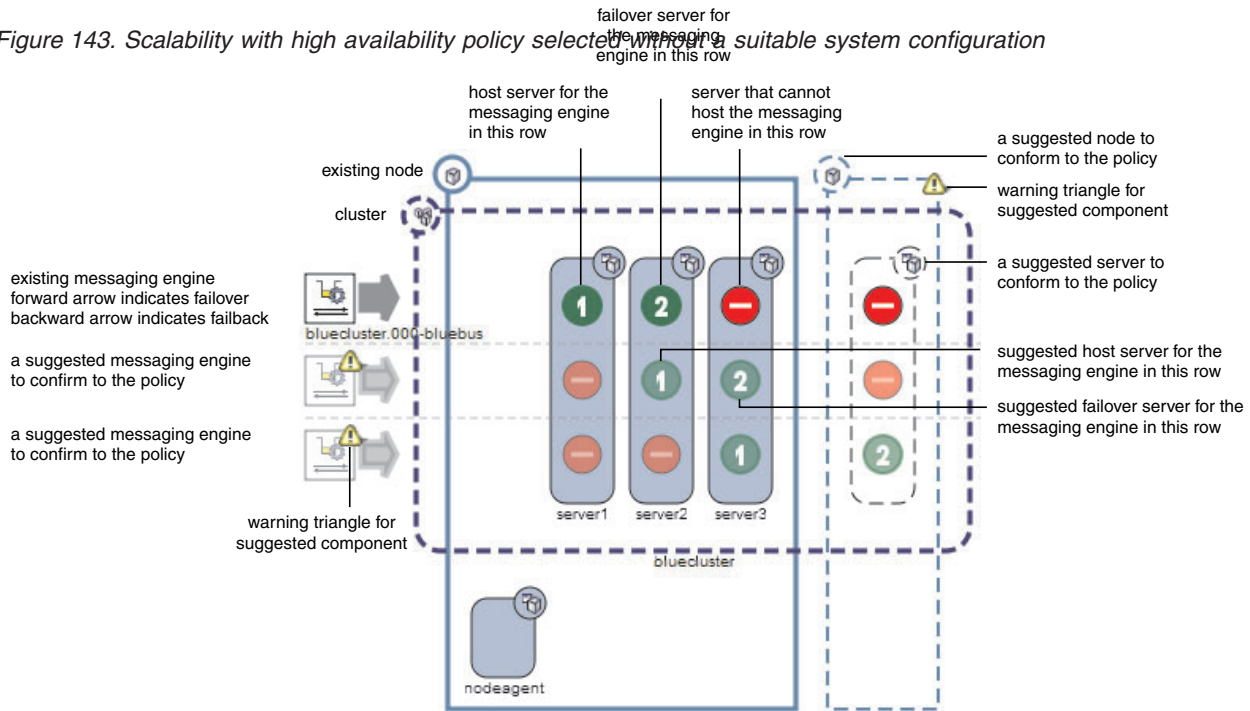 failover server for
the messaging
engine in this row
Figure 143. Scalability with high availability policy selected without a suitable system configuration
host server for the
messaging engine
in this row
server that cannot
host the messaging
engine in this row
a suggested node to
conform to the policy
existing node
warning triangle for
suggested component
cluster
a suggested server to
conform to the policy
existing messaging engine
forward arrow indicates failover
backward arrow indicates failback
1
2
bluecluster.000-bluebus
a suggested messaging engine
to confirm to the policy
1
2
suggested host server for the
messaging engine in this row
suggested failover server for the
messaging engine in this row
a suggested messaging engine
to confirm to the policy
1
2
server1
server2
server3
warning triangle for
suggested component
bluecluster
nodeagent